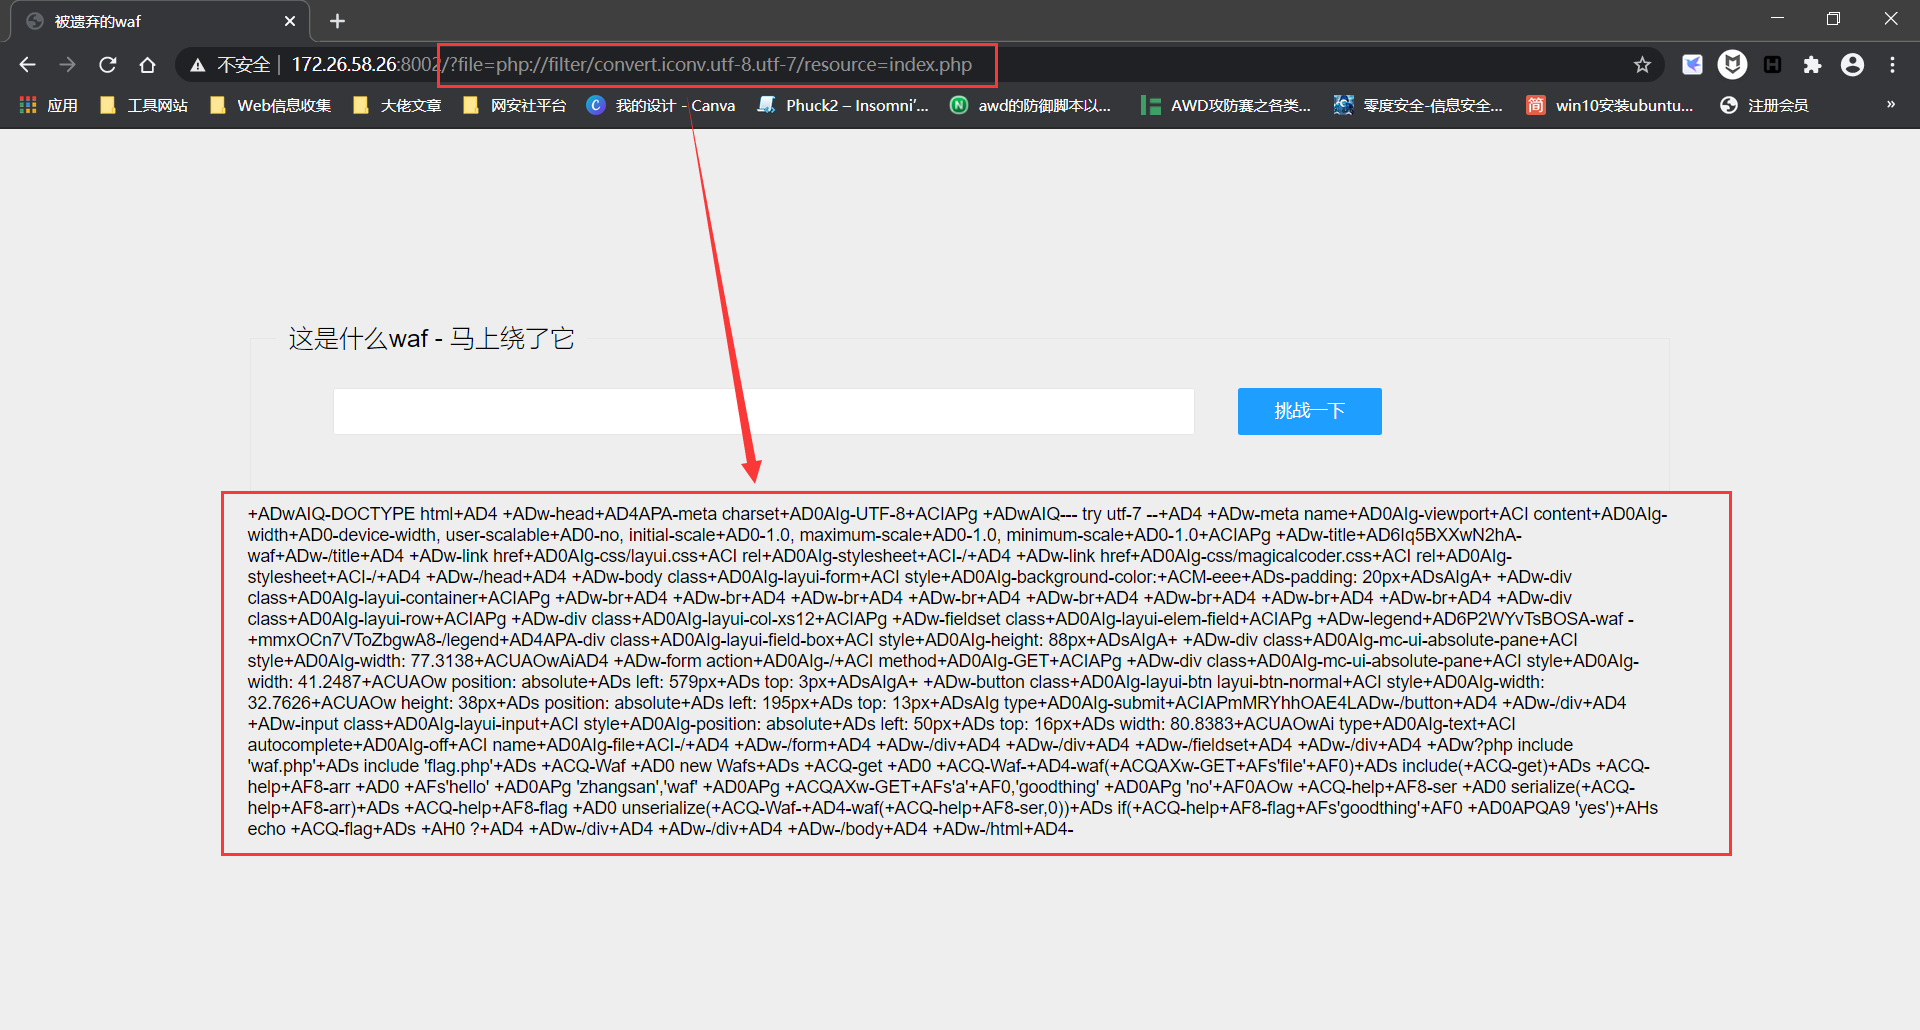 被遗弃的waf
不安全 | 172.26.58.26:8002/?file=php://filter/convert.iconv.utf-8.utf-7/resource=index.php
应用 工具网站 Web信息收集 大佬文章 网安社平台 我的设计 - Canva Phuck2 – Insomni'... awd的防御脚本以... AWD攻防赛之各类... 零度安全-信息安全... 简 win10安装ubuntu... 注册会员 »
这是什么waf - 马上绕了它
挑战一下
+ADwAIQ-DOCTYPE html+AD4 +ADw-head+AD4APA-meta charset+AD0AIg-UTF-8+ACIAPg +ADwAIQ--- try utf-7 --+AD4 +ADw-meta name+AD0AIg-viewport+ACI content+AD0AIg-
width+AD0-device-width, user-scalable+AD0-no, initial-scale+AD0-1.0, maximum-scale+AD0-1.0, minimum-scale+AD0-1.0+ACIAPg +ADw-title+AD6Iq5BXXwN2hA-
waf+ADw-/title+AD4 +ADw-link href+AD0AIg-css/layui.css+ACI rel+AD0AIg-stylesheet+ACI-/+AD4 +ADw-link href+AD0AIg-css/magicalcoder.css+ACI rel+AD0AIg-
stylesheet+ACI-/+AD4 +ADw-/head+AD4 +ADw-body class+AD0AIg-layui-form+ACI style+AD0AIg-background-color:+ACM-eee+ADs-padding: 20px+ADsAIgA+ +ADw-div
class+AD0AIg-layui-container+ACIAPg +ADw-br+AD4 +ADw-br+AD4 +ADw-br+AD4 +ADw-br+AD4 +ADw-br+AD4 +ADw-br+AD4 +ADw-br+AD4 +ADw-br+AD4 +ADw-div
class+AD0AIg-layui-row+ACIAPg +ADw-div class+AD0AIg-layui-col-xs12+ACIAPg +ADw-fieldset class+AD0AIg-layui-elem-field+ACIAPg +ADw-legend+AD6P2WYvTsBOSA-waf -
+mmxOCn7VToZbgwA8-/legend+AD4APA-div class+AD0AIg-layui-field-box+ACI style+AD0AIg-height: 88px+ADsAIgA+ +ADw-div class+AD0AIg-mc-ui-absolute-pane+ACI
style+AD0AIg-width: 77.3138+ACUAOwAiAD4 +ADw-form action+AD0AIg-/+ACI method+AD0AIg-GET+ACIAPg +ADw-div class+AD0AIg-mc-ui-absolute-pane+ACI style+AD0AIg-
width: 41.2487+ACUAOw position: absolute+ADs left: 579px+ADs top: 3px+ADsAIgA+ +ADw-button class+AD0AIg-layui-btn layui-btn-normal+ACI style+AD0AIg-width:
32.7626+ACUAOw height: 38px+ADs position: absolute+ADs left: 195px+ADs top: 13px+ADsAIg type+AD0AIg-submit+ACIAPmMRYhhOAE4LADw-/button+AD4 +ADw-/div+AD4
+ADw-input class+AD0AIg-layui-input+ACI style+AD0AIg-position: absolute+ADs left: 50px+ADs top: 16px+ADs width: 80.8383+ACUAOwAi type+AD0AIg-text+ACI
autocomplete+AD0AIg-off+ACI name+AD0AIg-file+ACI-/+AD4 +ADw-/form+AD4 +ADw-/div+AD4 +ADw-/div+AD4 +ADw-/fieldset+AD4 +ADw-/div+AD4 +ADw?php include
'waf.php'+ADs include 'flag.php'+ADs +ACQ-Waf +AD0 new Wafs+ADs +ACQ-get +AD0 +ACQ-Waf-+AD4-waf(+ACQAXw-GET+AFs'file'+AF0)+ADs include(+ACQ-get)+ADs +ACQ-
help+AF8-arr +AD0 +AFs'hello' +AD0APg 'zhangsan','waf' +AD0APg +ACQAXw-GET+AFs'a'+AF0,'goodthing' +AD0APg 'no'+AF0AOw +ACQ-help+AF8-ser +AD0 serialize(+ACQ-
help+AF8-arr)+ADs +ACQ-help+AF8-flag +AD0 unserialize(+ACQ-Waf-+AD4-waf(+ACQ-help+AF8-ser,0))+ADs if(+ACQ-help+AF8-flag+AFs'goodthing'+AF0 +AD0APQA9 'yes')+AHs
echo +ACQ-flag+ADs +AH0 ?+AD4 +ADw-/div+AD4 +ADw-/div+AD4 +ADw-/body+AD4 +ADw-/html+AD4-